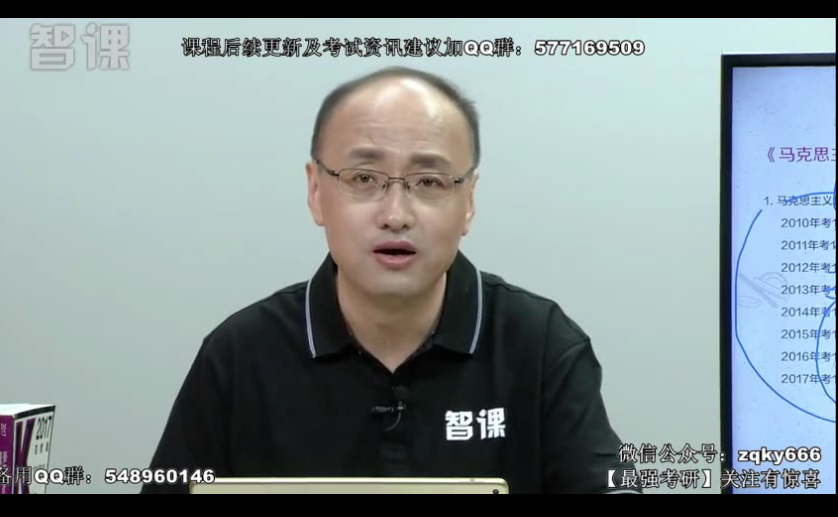 智课
课程后续更新及考试资讯建议加QQ群：577169509
《马克思主
1. 马克思主义
2010年考1
2011年考1
2012年考1
2013年考
2014年考
2015年考
2016年考
2017年考1
智课
2017
微信公众号：zqky666
备用QQ群：548960146
【最强考研】关注有惊喜